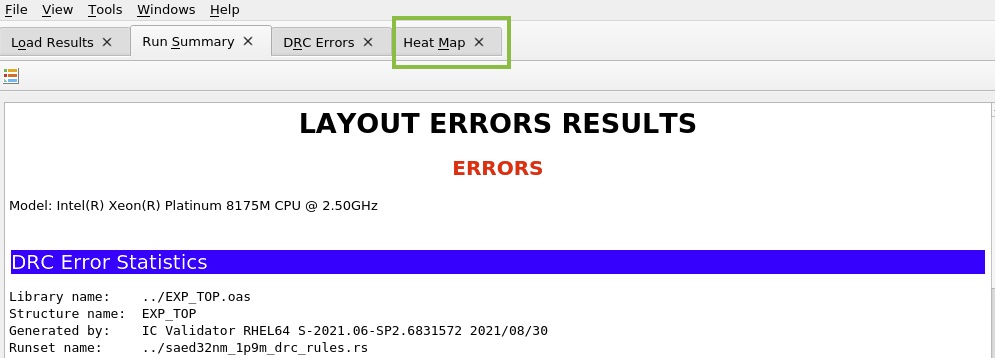 File View Tools Windows Help
Load Results × Run Summary × DRC Errors × Heat Map ×
LAYOUT ERRORS RESULTS
ERRORS
Model: Intel(R) Xeon(R) Platinum 8175M CPU @ 2.50GHz
DRC Error Statistics
Library name: ../EXP_TOP.oas
Structure name: EXP_TOP
Generated by: IC Validator RHEL64 S-2021.06-SP2.6831572 2021/08/30
Runset name: ../saed32nm_1p9m_drc_rules.rs